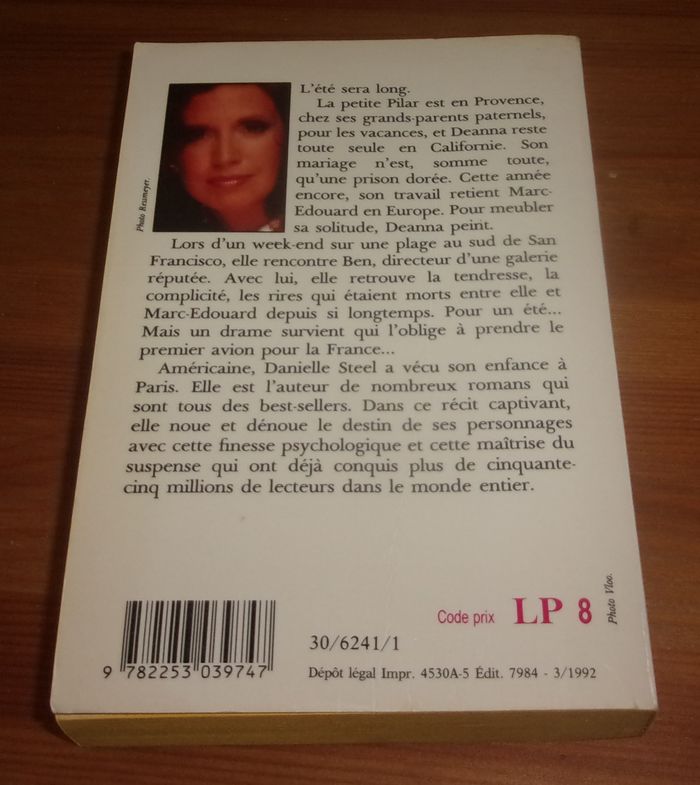 L'été sera long.
La petite Pilar est en Provence,
chez ses grands-parents paternels,
pour les vacances, et Deanna reste
toute seule en Californie. Son
mariage n'est, somme toute,
qu'une prison dorée. Cette année
encore, son travail retient Marc-
Edouard en Europe. Pour meubler
sa solitude, Deanna peint.
Lors d'un week-end sur une plage au sud de San
Francisco, elle rencontre Ben, directeur d'une galerie
réputée. Avec lui, elle retrouve la tendresse, la
complicité, les rires qui étaient morts entre elle et
Marc-Edouard depuis si longtemps. Pour un été...
Mais un drame survient qui l'oblige à prendre le
premier avion pour la France...
Américaine, Danielle Steel a vécu son enfance à
Paris. Elle est l'auteur de nombreux romans qui
sont tous des best-sellers. Dans ce récit captivant,
elle noue et dénoue le destin de ses personnages
avec cette finesse psychologique et cette maîtrise du
suspense qui ont déjà conquis plus de cinquante-
cinq millions de lecteurs dans le monde entier.
Photo
Code prix LP 8
Photo Vloo.
30/6241/1
9 782253 039747
Dépôt légal Impr. 4530A-5 Édit. 7984 - 3/1992